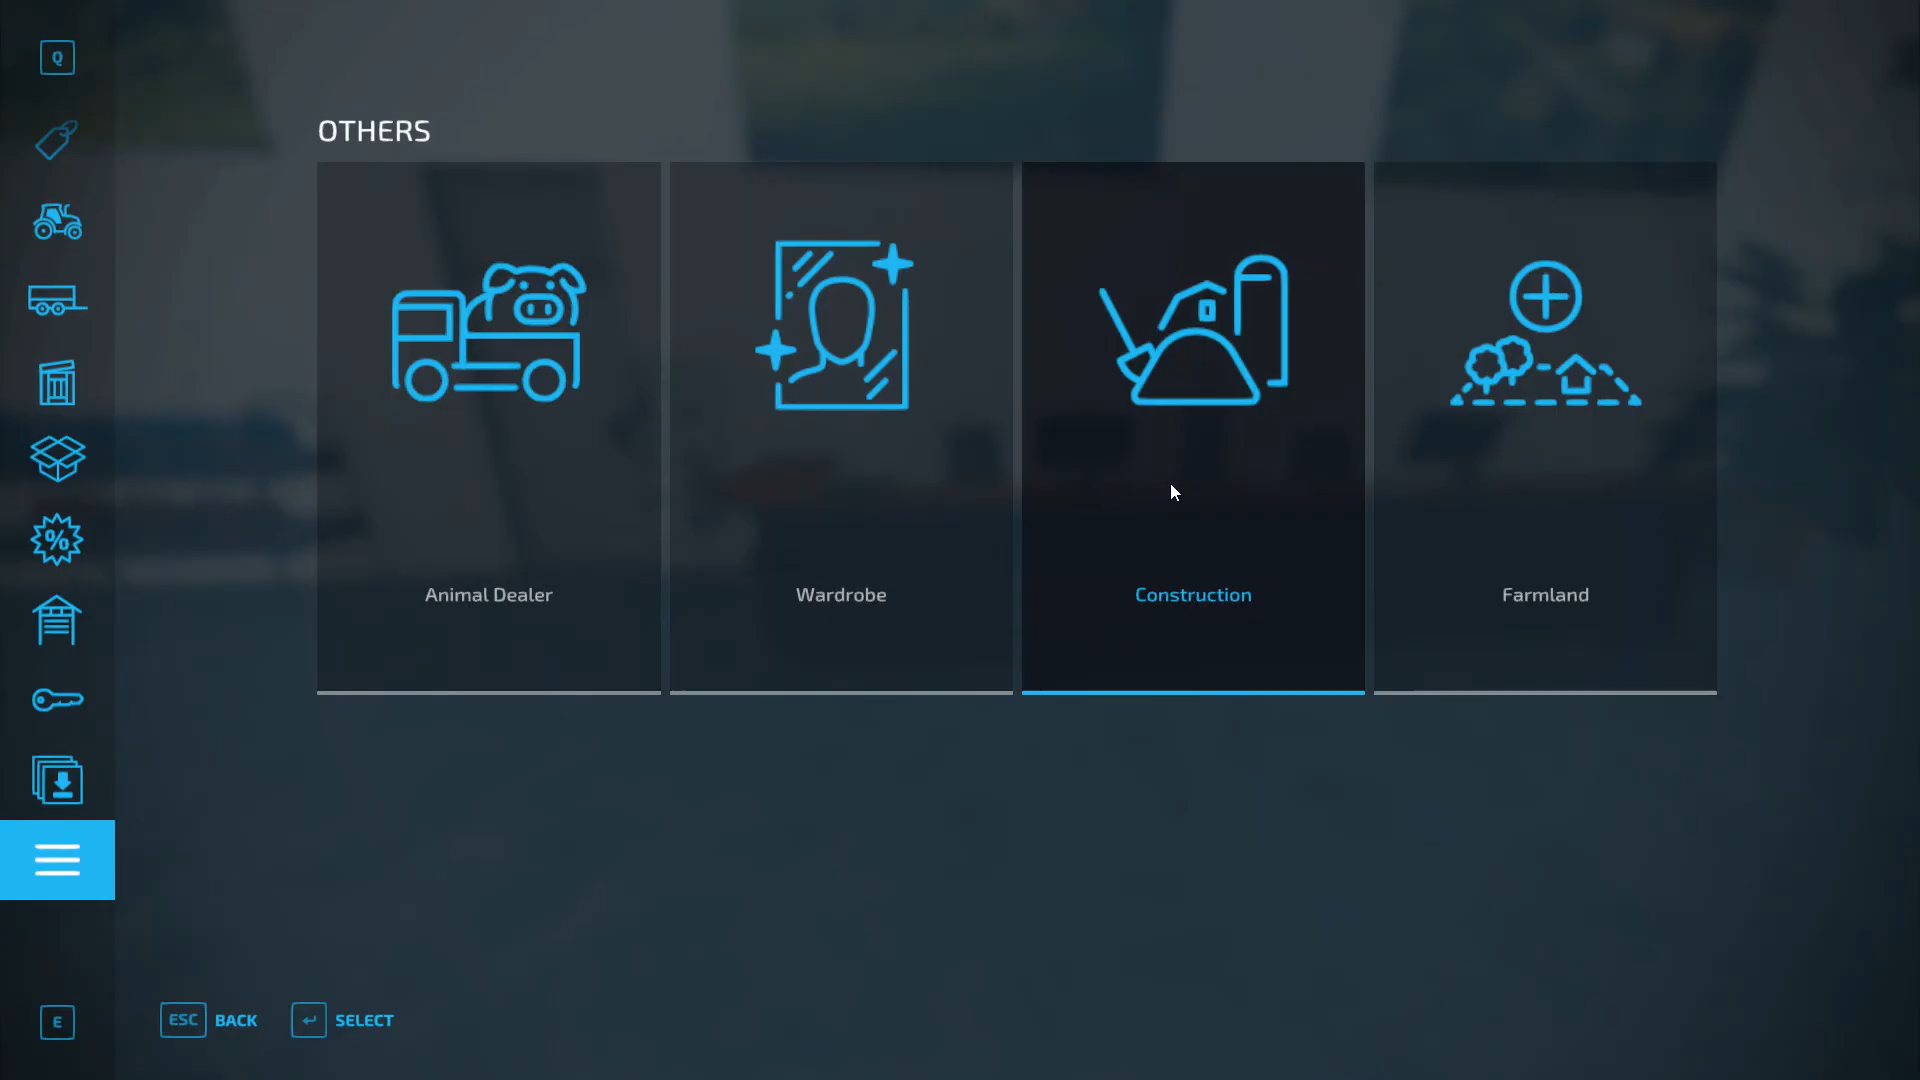 Q
OTHERS
%
Animal Dealer
Wardrobe
Construction
Farmland
E
ESC BACK
SELECT